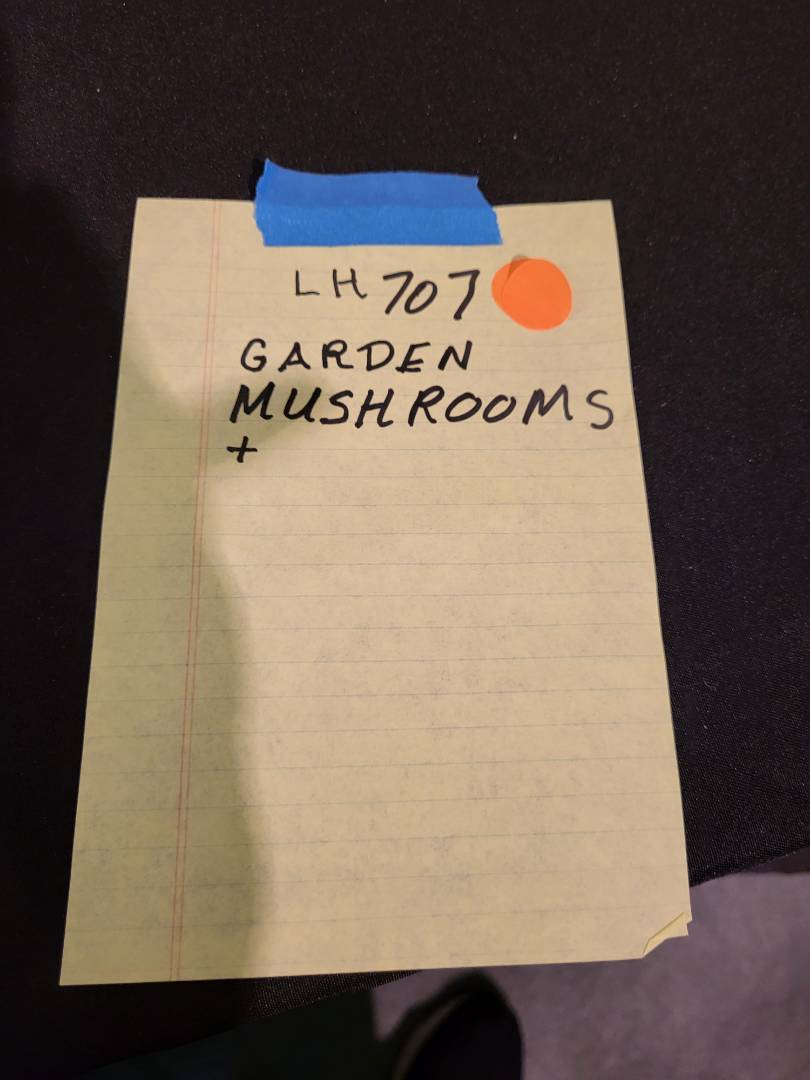 LH 707
GARDEN
MUSHROOMS
+